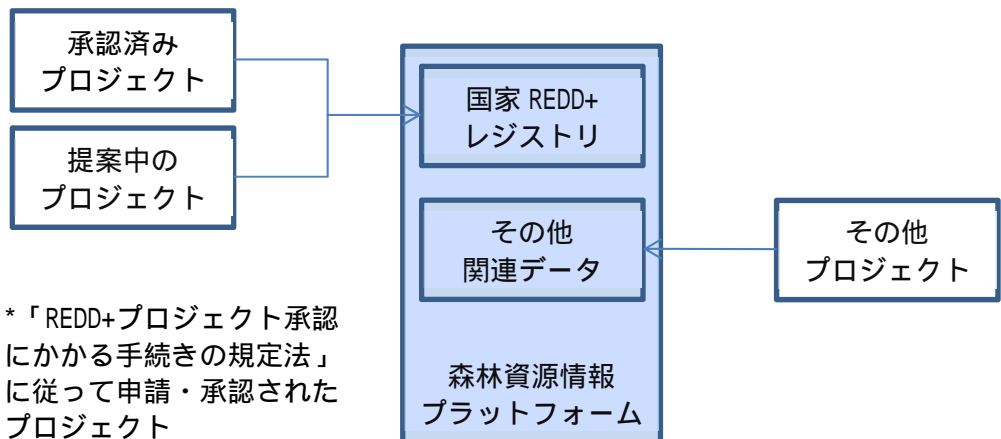 承認済み
プロジェクト
提案中の
プロジェクト
国家 REDD+
レジストリ
その他
関連データ
その他
プロジェクト
森林資源情報
プラットフォーム
*「REDD+プロジェクト承認
にかかる手続きの規定法」
に従って申請・承認された
プロジェクト